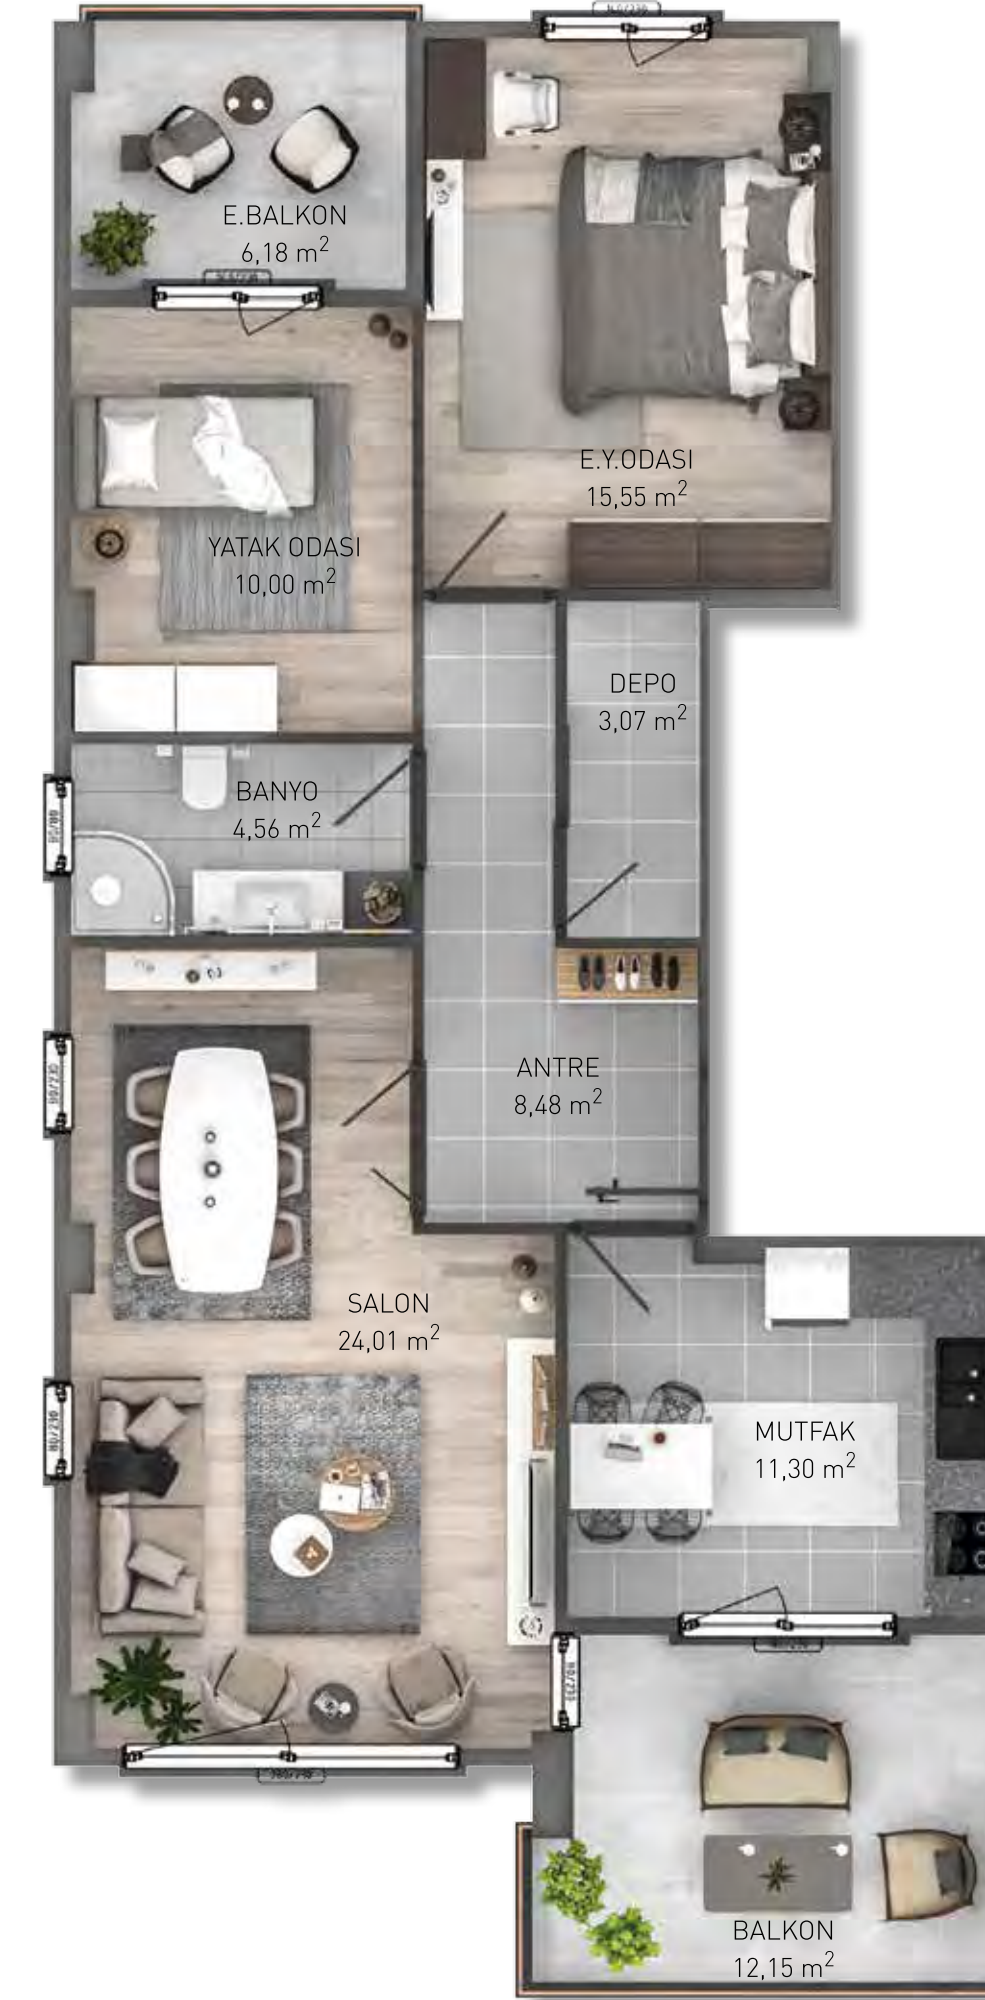 E.BALKON
6,18 m²
E.Y.ODASI
15,55 m²
YATAK ODASI
10,00 m²
DEPO
3,07 m²
BANYO
4,56 m²
ANTRE
8,48 m²
SALON
24,01 m²
MUTFAK
11,30 m²
BALKON
12,15 m²